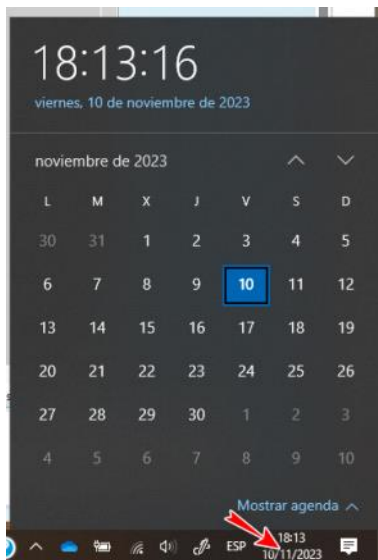 18:13:16
viernes, 10 de noviembre de 2023
noviembre de 2023
L M X J V S D
30 31 1 2 3 4 5
6 7 8 9 10 11 12
13 14 15 16 17 18 19
20 21 22 23 24 25 26
27 28 29 30 1 2 3
4 5 6 7 8 9 10
Mostrar agenda
ESP
18:13
10/11/2023